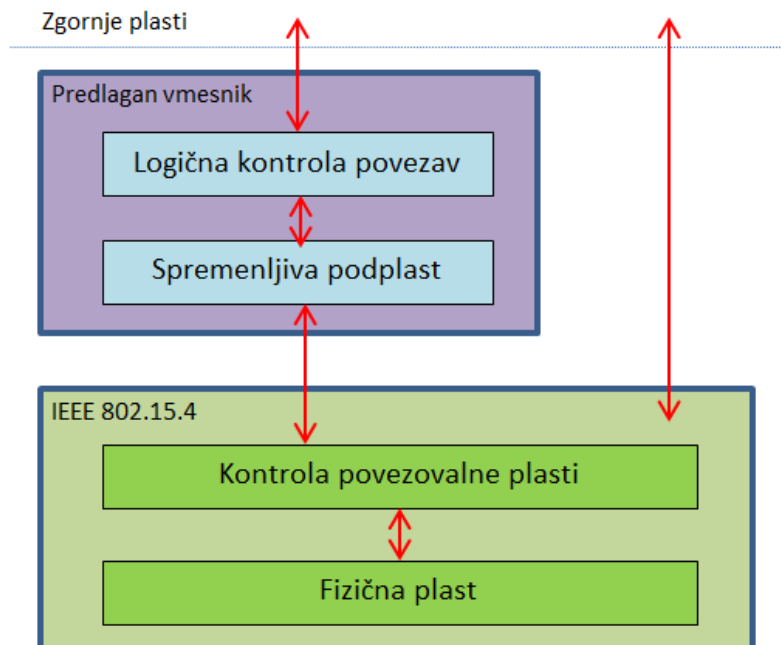 Zgornje plasti
Predlagan vmesnik
Logična kontrola povezav
Spremenljiva podplast
IEEE 802.15.4
Kontrola povezovalne plasti
Fizična plast